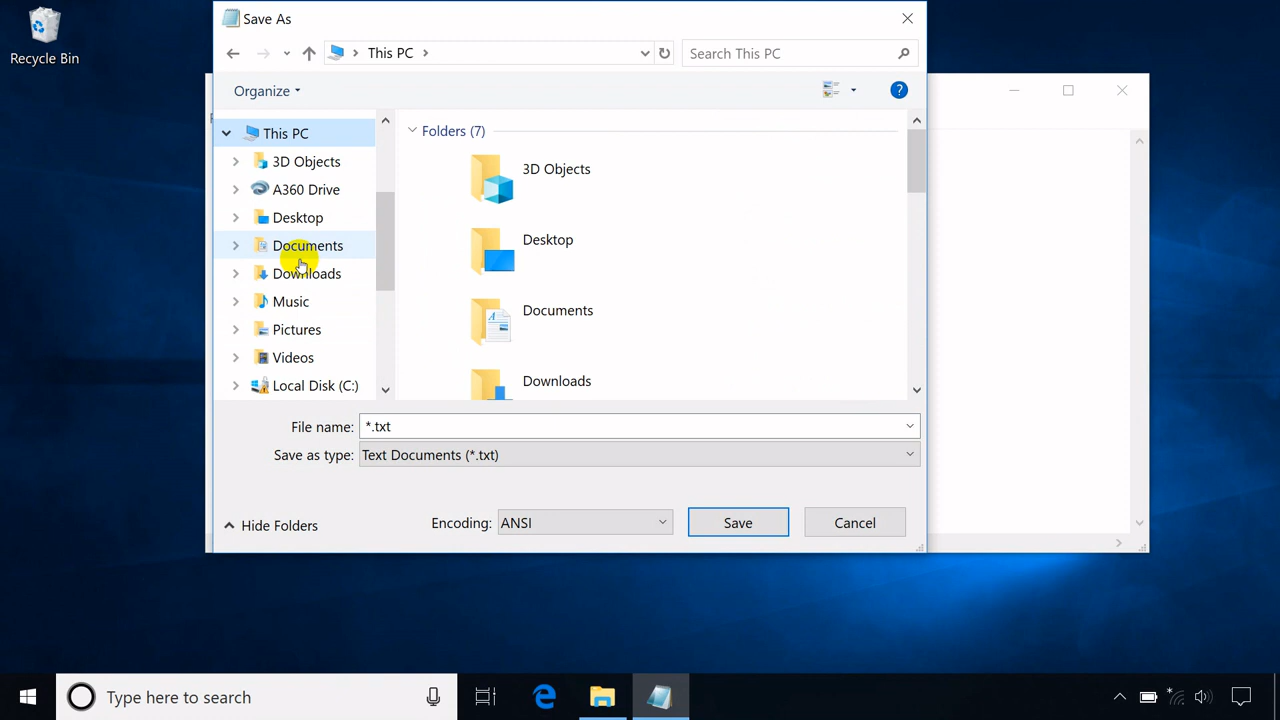 Recycle Bin
Save As
This PC
Search This PC
Organize
?
This PC
3D Objects
A360 Drive
Desktop
Documents
Downloads
Music
Pictures
Videos
Local Disk (C:)
Folders (7)
3D Objects
Desktop
Documents
Downloads
File name: *.txt
Save as type: Text Documents (*.txt)
Hide Folders
Encoding: ANSI
Save
Cancel
Type here to search